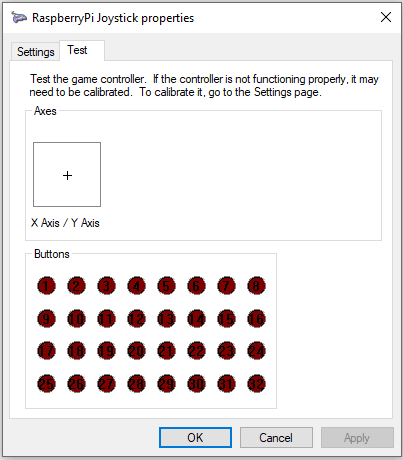 RaspberryPi Joystick properties
Settings Test
Test the game controller. If the controller is not functioning properly, it may
need to be calibrated. To calibrate it, go to the Settings page.
Axes
X Axis / Y Axis
Buttons
1 2 3 4 5 6 7 8
9 10 11 12 13 14 15 16
17 18 19 20 21 22 23 24
25 26 27 28 29 30 31 32
OK Cancel Apply